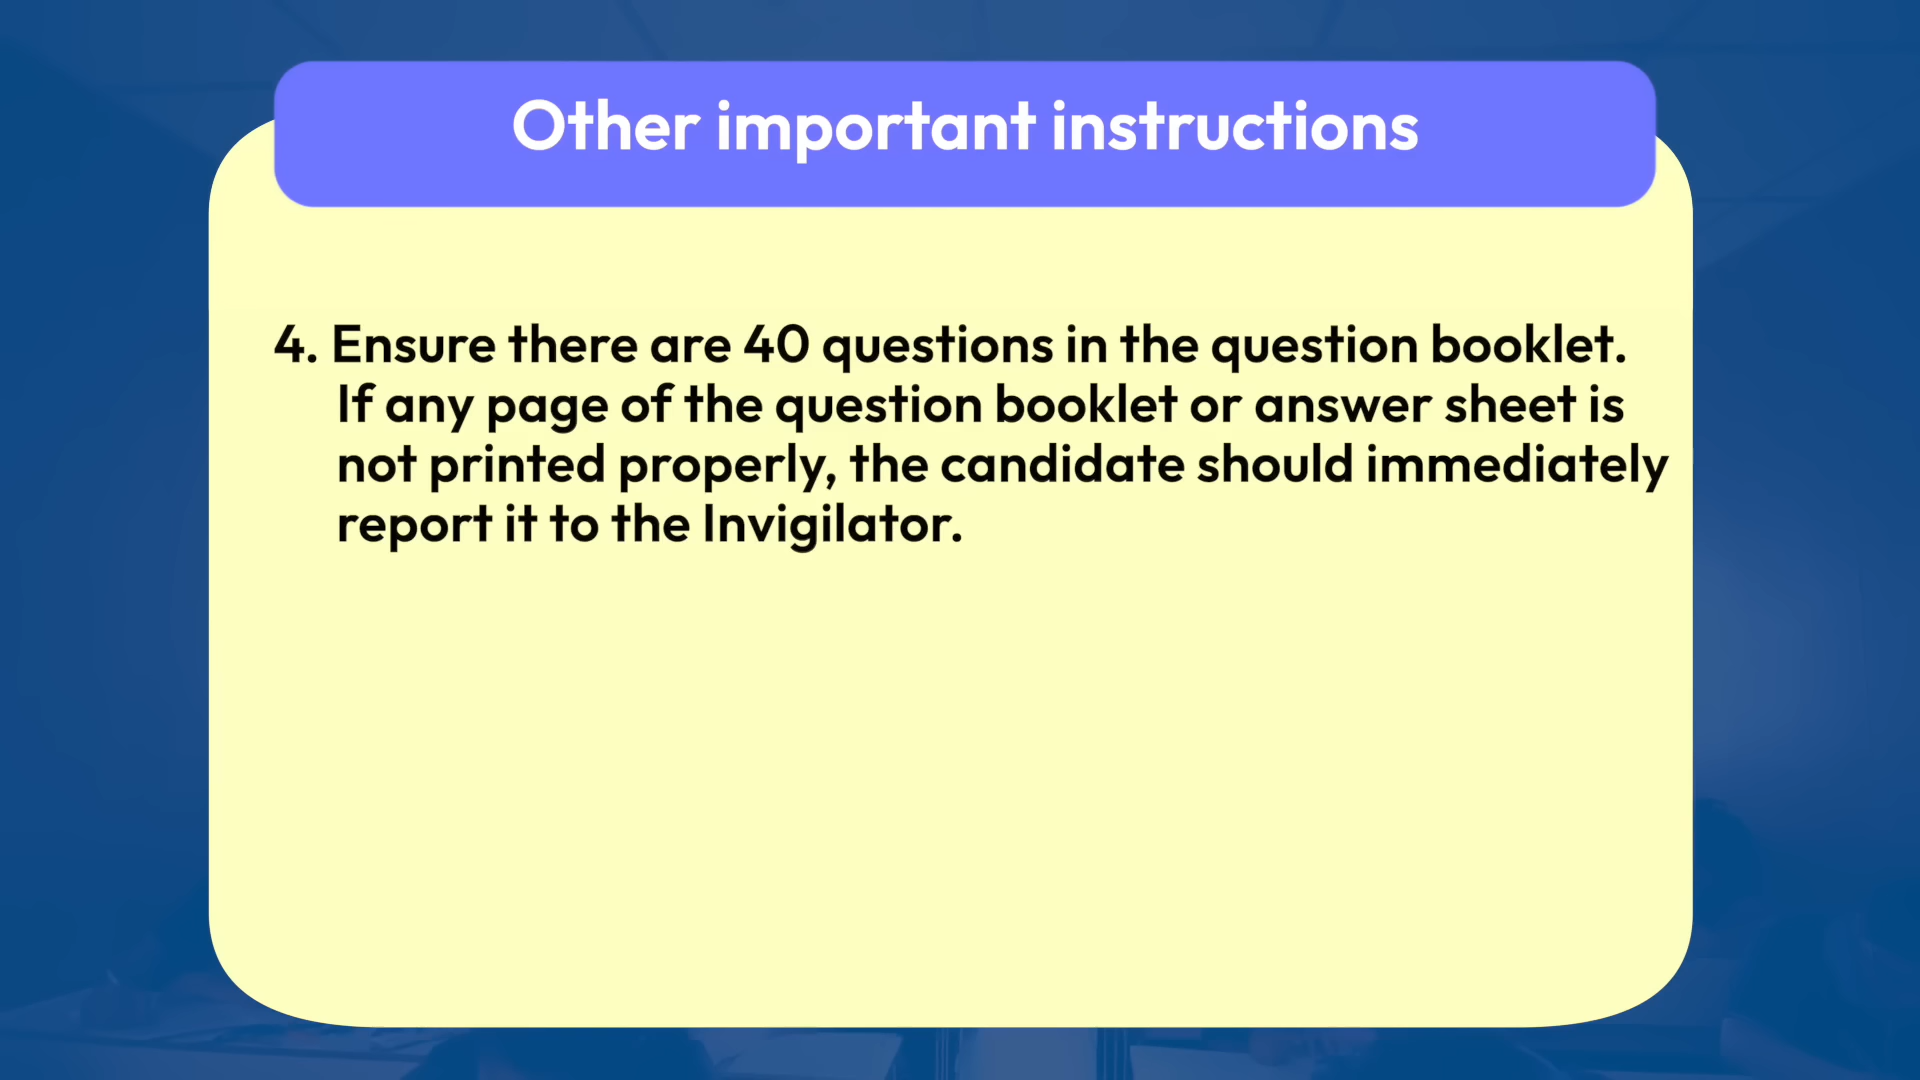 Other important instructions
4. Ensure there are 40 questions in the question booklet.
If any page of the question booklet or answer sheet is
not printed properly, the candidate should immediately
report it to the Invigilator.